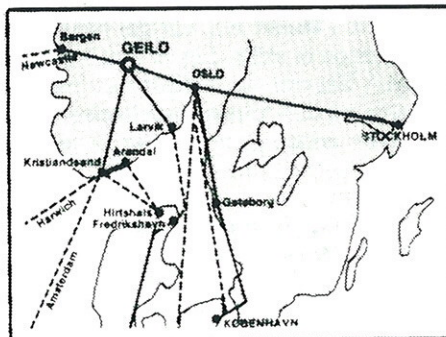 Bergen
Newcastle
GEILO
OSLO
Larvik
STOCKHOLM
Arendal
Kristiandsand
Harwich
Hirtshals
Gøteborg
Fredrikshavn
Amsterdam
KØBENHAVN